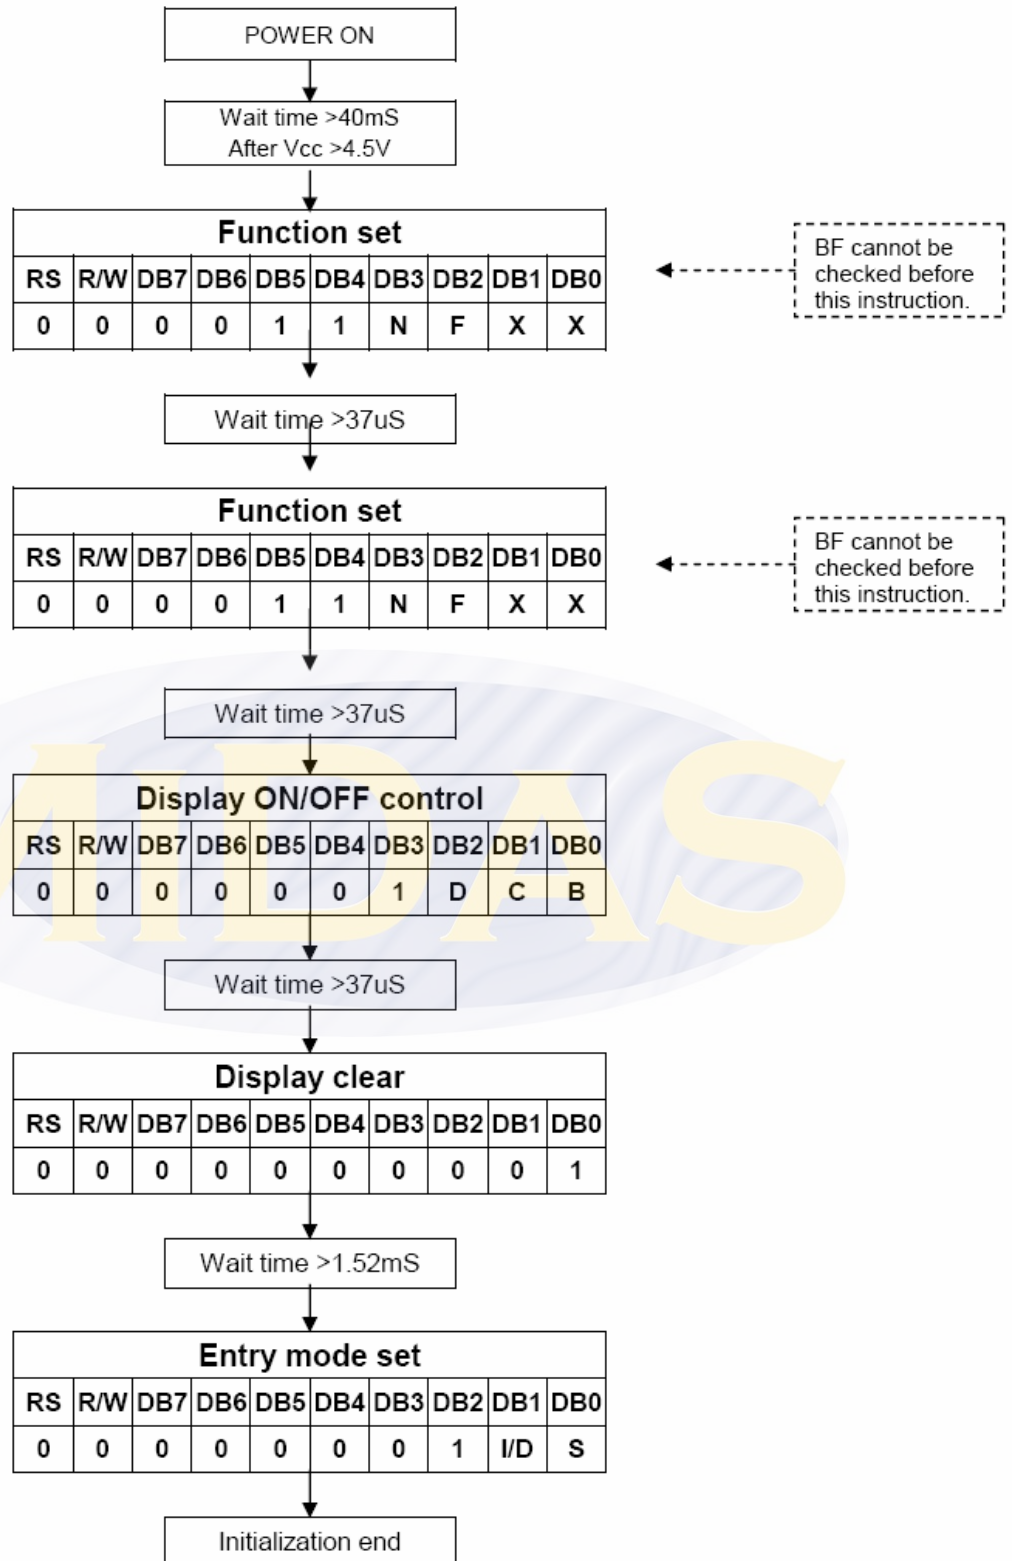 POWER ON
Wait time >40mS
After Vcc >4.5V
Function set
RS R/W DB7 DB6 DB5 DB4 DB3 DB2 DB1 DB0
0 0 0 0 1 1 N F X X
BF cannot be
checked before
this instruction.
Wait time >37uS
Function set
RS R/W DB7 DB6 DB5 DB4 DB3 DB2 DB1 DB0
0 0 0 0 1 1 N F X X
BF cannot be
checked before
this instruction.
Wait time >37uS
MIDAS
Display ON/OFF control
RS R/W DB7 DB6 DB5 DB4 DB3 DB2 DB1 DB0
0 0 0 0 0 0 1 D C B
Wait time >37uS
Display clear
RS R/W DB7 DB6 DB5 DB4 DB3 DB2 DB1 DB0
0 0 0 0 0 0 0 0 0 1
Wait time >1.52mS
Entry mode set
RS R/W DB7 DB6 DB5 DB4 DB3 DB2 DB1 DB0
0 0 0 0 0 0 0 1 I/D S
Initialization end